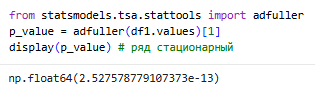 from statsmodels.tsa.stattools import adfuller
p_value = adfuller(df1.values)[1]
display(p_value) # ряд стационарный
np.float64(2.527578779107373e-13)